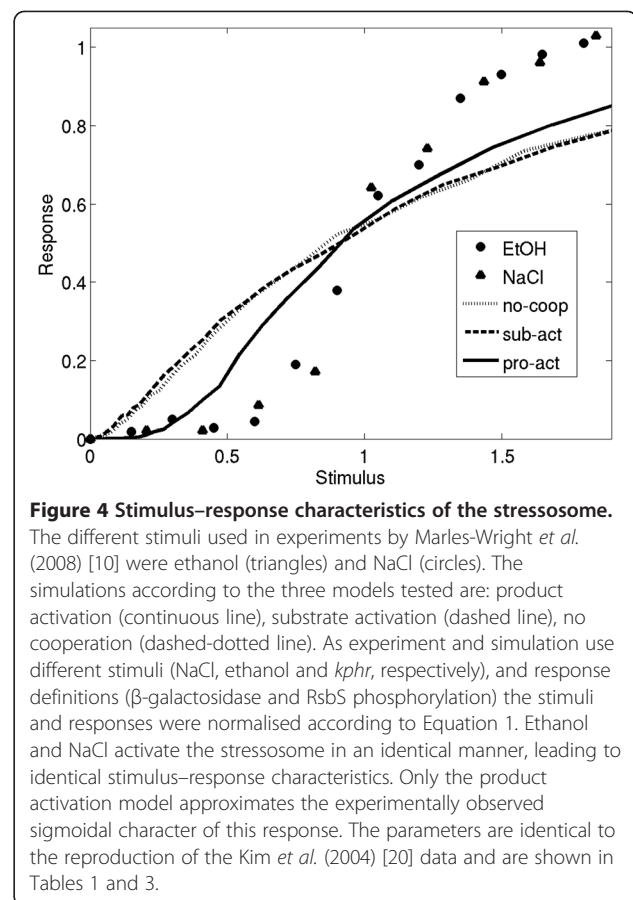 1
0.8
0.6
0.4
0.2
0
Response
0
0.5
1
1.5
Stimulus
EtOH
NaCl
no-coop
sub-act
pro-act
Figure 4 Stimulus–response characteristics of the stressosome.
The different stimuli used in experiments by Marles-Wright et al.
(2008) [10] were ethanol (triangles) and NaCl (circles). The
simulations according to the three models tested are: product
activation (continuous line), substrate activation (dashed line), no
cooperation (dashed-dotted line). As experiment and simulation use
different stimuli (NaCl, ethanol and kphr, respectively), and response
definitions (β-galactosidase and RsbS phosphorylation) the stimuli
and responses were normalised according to Equation 1. Ethanol
and NaCl activate the stressosome in an identical manner, leading to
identical stimulus–response characteristics. Only the product
activation model approximates the experimentally observed
sigmoidal character of this response. The parameters are identical to
the reproduction of the Kim et al. (2004) [20] data and are shown in
Tables 1 and 3.